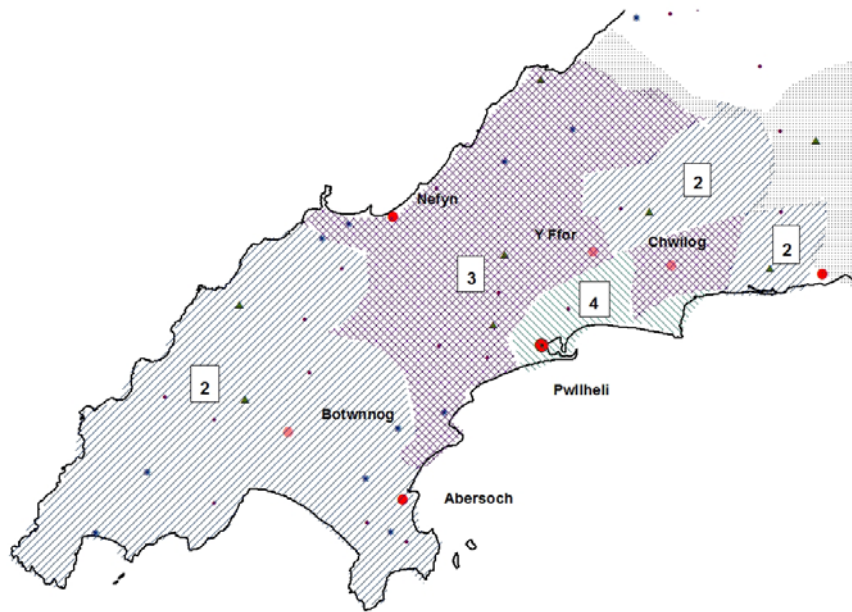 2
Nefyn
Y Ffor
Chwilog
2
3
4
2
Pwllheli
Botwnnog
Abersoch